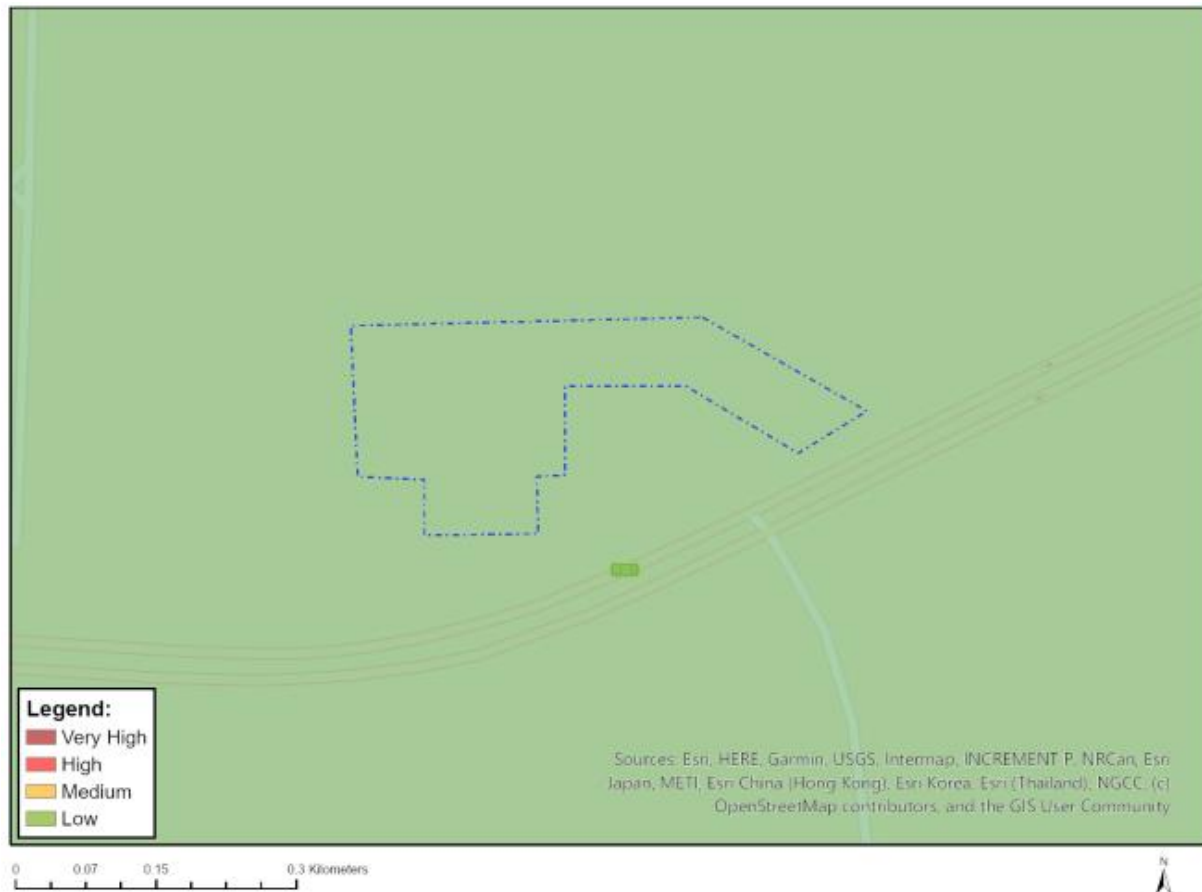 Legend:
Very High
High
Medium
Low
Sources: Esri, HERE, Garmin, USGS, Intermap, INCREMENT P, NRCan, Esri
Japan, METI, Esri China (Hong Kong), Esri Korea, Esri (Thailand), NGCC, (c)
OpenStreetMap contributors, and the GIS User Community
0 0.07 0.15 0.3 Kilometers
N